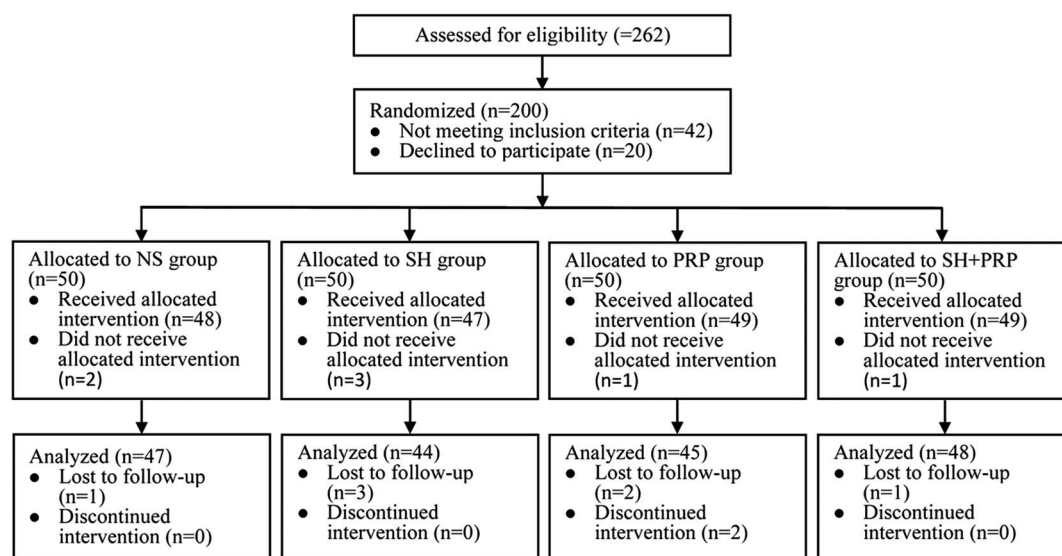 Assessed for eligibility (=262)
Randomized (n=200)
● Not meeting inclusion criteria (n=42)
● Declined to participate (n=20)
Allocated to NS group
(n=50)
● Received allocated
intervention (n=48)
● Did not receive
allocated intervention
(n=2)
Allocated to SH group
(n=50)
● Received allocated
intervention (n=47)
● Did not receive
allocated intervention
(n=3)
Allocated to PRP group
(n=50)
● Received allocated
intervention (n=49)
● Did not receive
allocated intervention
(n=1)
Allocated to SH+PRP
group (n=50)
● Received allocated
intervention (n=49)
● Did not receive
allocated intervention
(n=1)
Analyzed (n=47)
● Lost to follow-up
(n=1)
● Discontinued
intervention (n=0)
Analyzed (n=44)
● Lost to follow-up
(n=3)
● Discontinued
intervention (n=0)
Analyzed (n=45)
● Lost to follow-up
(n=2)
● Discontinued
intervention (n=2)
Analyzed (n=48)
● Lost to follow-up
(n=1)
● Discontinued
intervention (n=0)